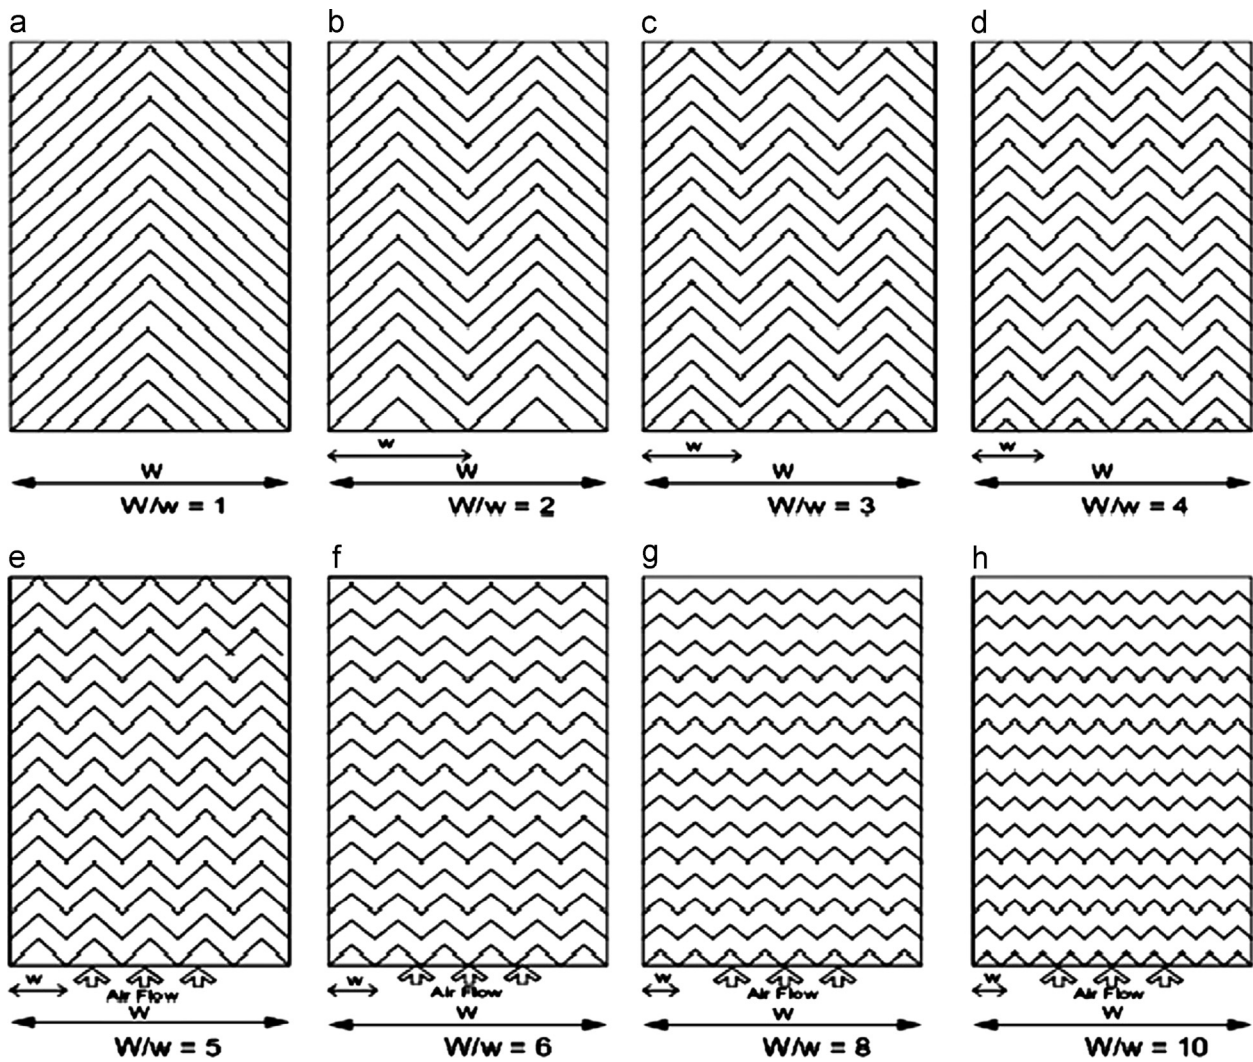 a
b
c
d
w
w
w
W
W
W
W
W/w = 1
W/w = 2
W/w = 3
W/w = 4
e
f
g
h
w
w
w
w
Air Flow
Air Flow
Air Flow
Air Flow
W
W
W
W
W/w = 5
W/w = 6
W/w = 8
W/w = 10